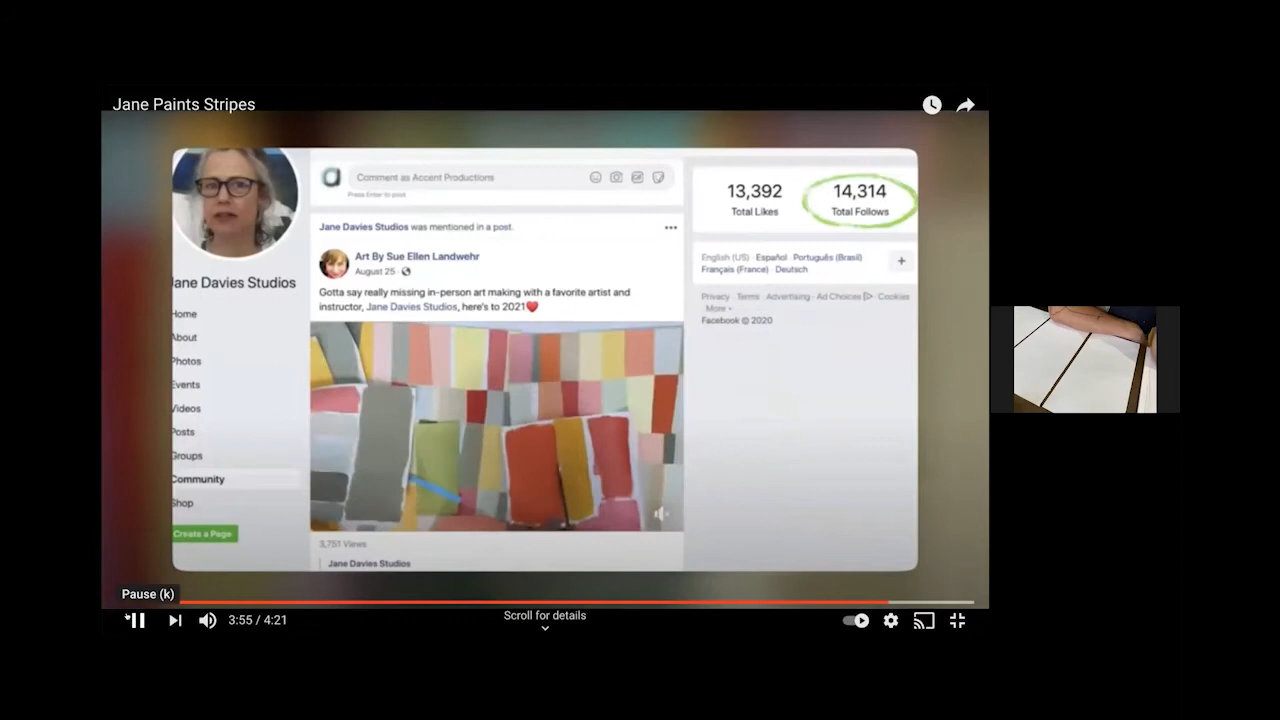 Jane Paints Stripes
Comment as Accent Productions
Press Enter to post.
13,392
Total Likes
14,314
Total Follows
Jane Davies Studios was mentioned in a post.
Art By Sue Ellen Landwehr
August 25
Gotta say really missing in-person art making with a favorite artist and
instructor, Jane Davies Studios, here's to 2021
English (US) · Español · Português (Brasil)
Français (France) · Deutsch
Privacy · Terms · Advertising · Ad Choices · Cookies
More
Facebook © 2020
Jane Davies Studios
Home
About
Photos
Events
Videos
Posts
Groups
Community
Shop
Create a Page
3,751 Views
Jane Davies Studios
Pause (k)
3:55 / 4:21
Scroll for details